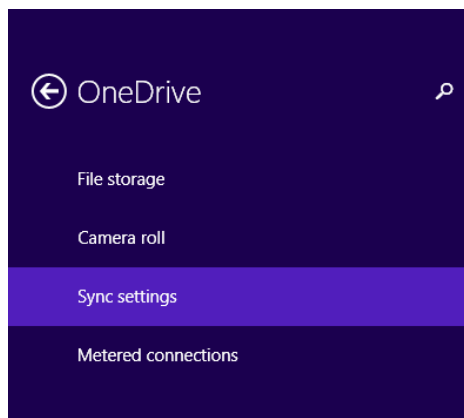 OneDrive
File storage
Camera roll
Sync settings
Metered connections